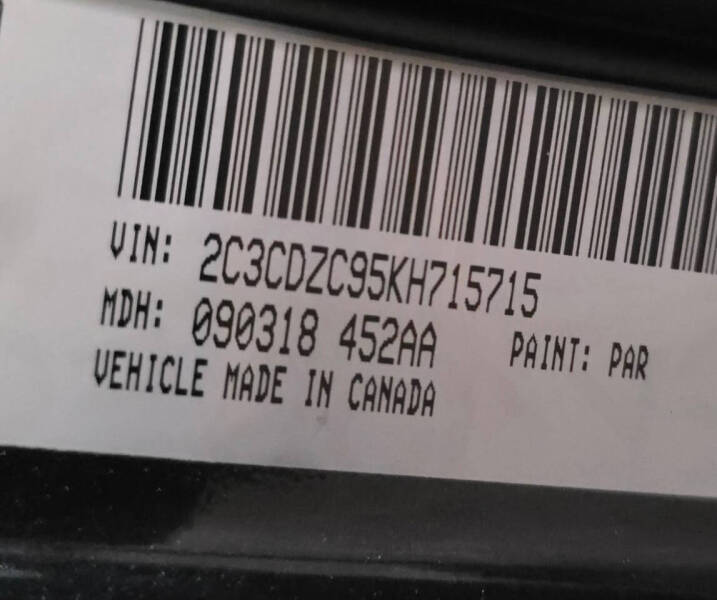 VIN: 2C3CDZC95KH715715
MDH: 090318 452AA PAINT: PAR
VEHICLE MADE IN CANADA